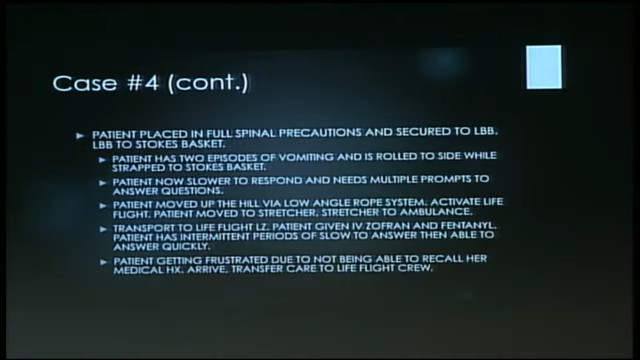 Case #4 (cont.)
PATIENT PLACED IN FULL SPINAL PRECAUTIONS AND SECURED TO LBB.
LBB TO STOKES BASKET.
PATIENT HAS TWO EPISODES OF VOMITING AND IS ROLLED TO SIDE WHILE
STRAPPED TO STOKES BASKET.
PATIENT NOW SLOWER TO RESPOND AND NEEDS MULTIPLE PROMPTS TO
ANSWER QUESTIONS.
PATIENT MOVED UP THE HILL VIA LOW ANGLE ROPE SYSTEM. ACTIVATE LIFE
FLIGHT. PATIENT MOVED TO STRETCHER. STRETCHER TO AMBULANCE.
TRANSPORT TO LIFE FLIGHT LZ. PATIENT GIVEN IV ZOFRAN AND FENTANYL.
PATIENT HAS INTERMITTENT PERIODS OF SLOW TO ANSWER THEN ABLE TO
ANSWER QUICKLY.
PATIENT GETTING FRUSTRATED DUE TO NOT BEING ABLE TO RECALL HER
MEDICAL HX. ARRIVE. TRANSFER CARE TO LIFE FLIGHT CREW.